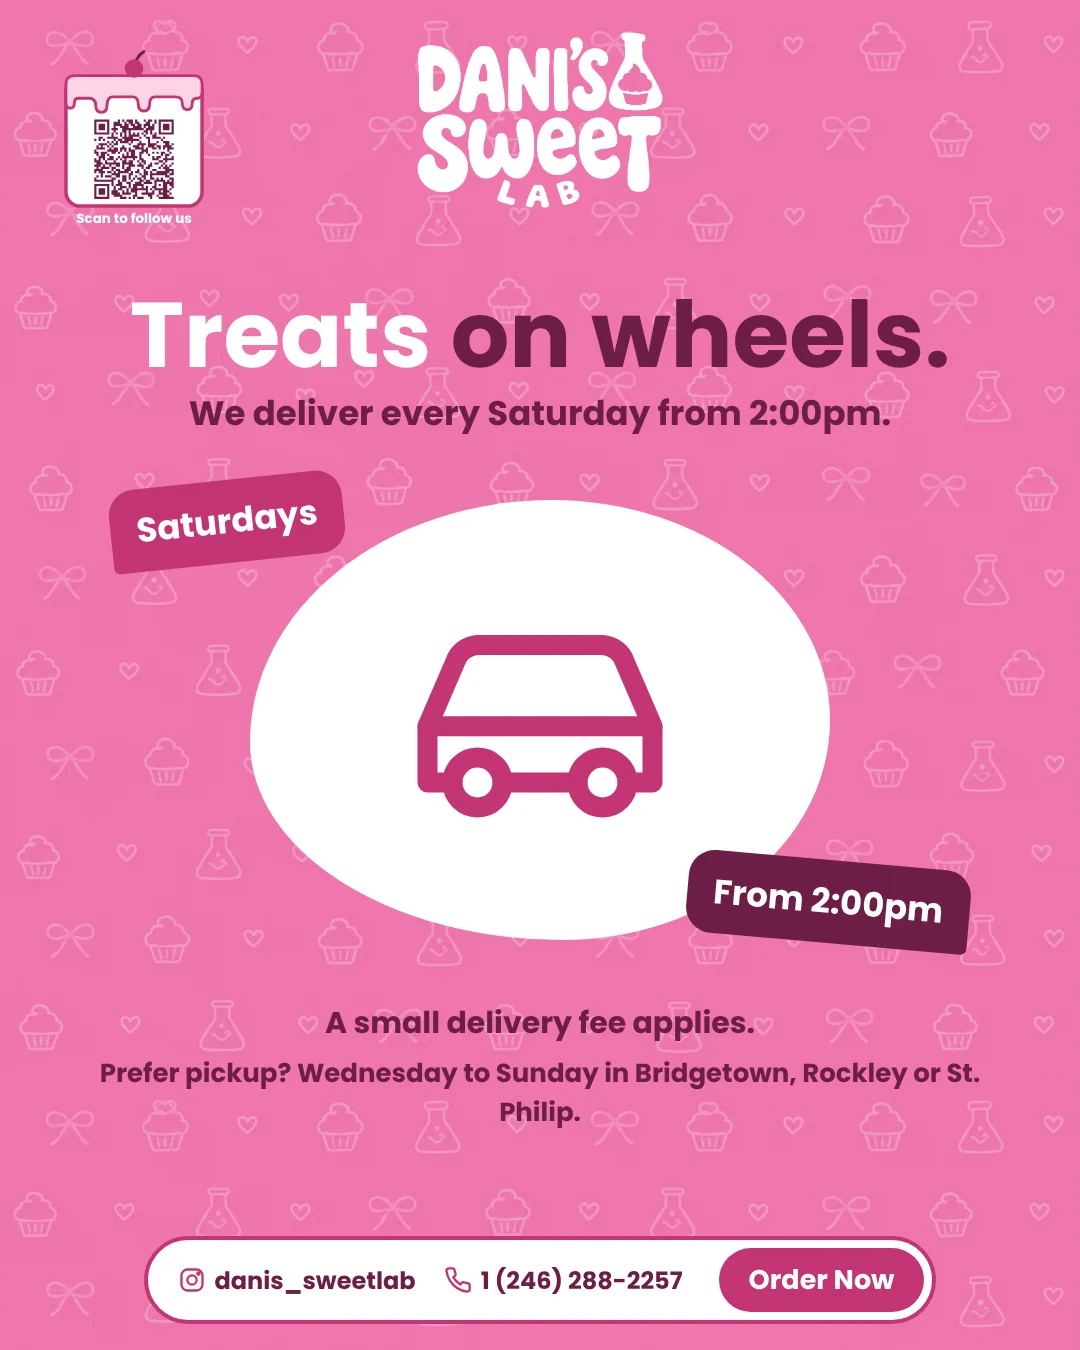 DANI'S
Sweet
LAB
Scan to follow us
Treats on wheels.
We deliver every Saturday from 2:00pm.
Saturdays
From 2:00pm
A small delivery fee applies.
Prefer pickup? Wednesday to Sunday in Bridgetown, Rockley or St.
Philip.
danis_sweetlab 1 (246) 288-2257 Order Now